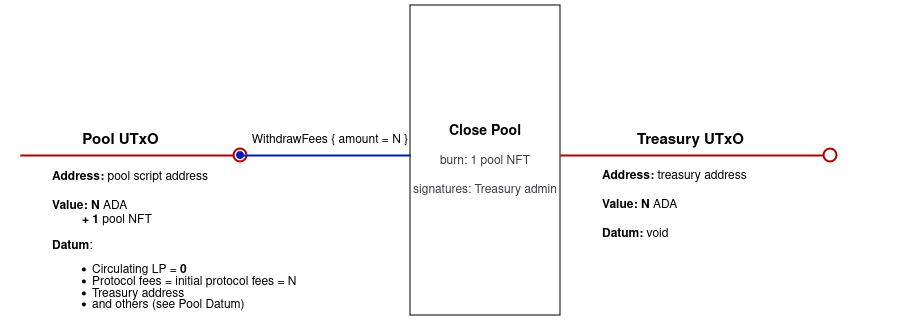 Pool UTxO
WithdrawFees { amount = N }
Address: pool script address
Value: N ADA
+ 1 pool NFT
Datum:
• Circulating LP = 0
• Protocol fees = initial protocol fees = N
• Treasury address
• and others (see Pool Datum)
Close Pool
burn: 1 pool NFT
signatures: Treasury admin
Treasury UTxO
Address: treasury address
Value: N ADA
Datum: void